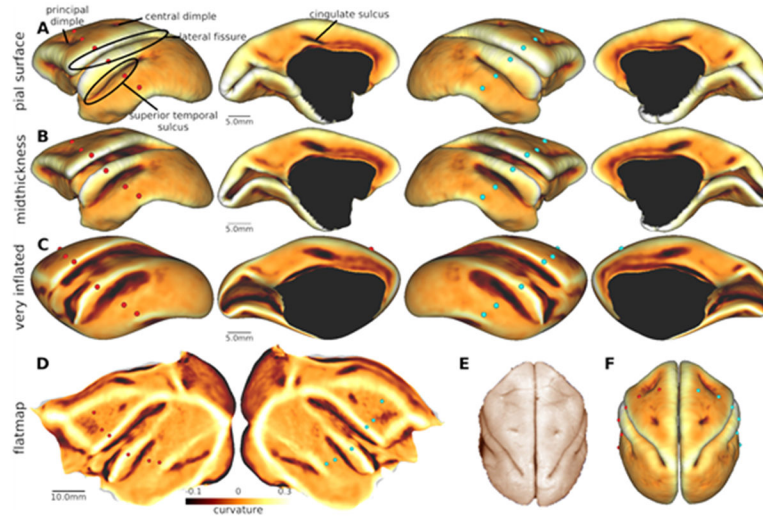 principal
dimple
central dimple
cingulate sulcus
A
lateral fissure
pial surface
superior temporal
sulcus
5.0mm
B
midthickness
5.0mm
C
very inflated
5.0mm
D
E
F
flatmap
10.0mm
-0.1 0 0.3
curvature